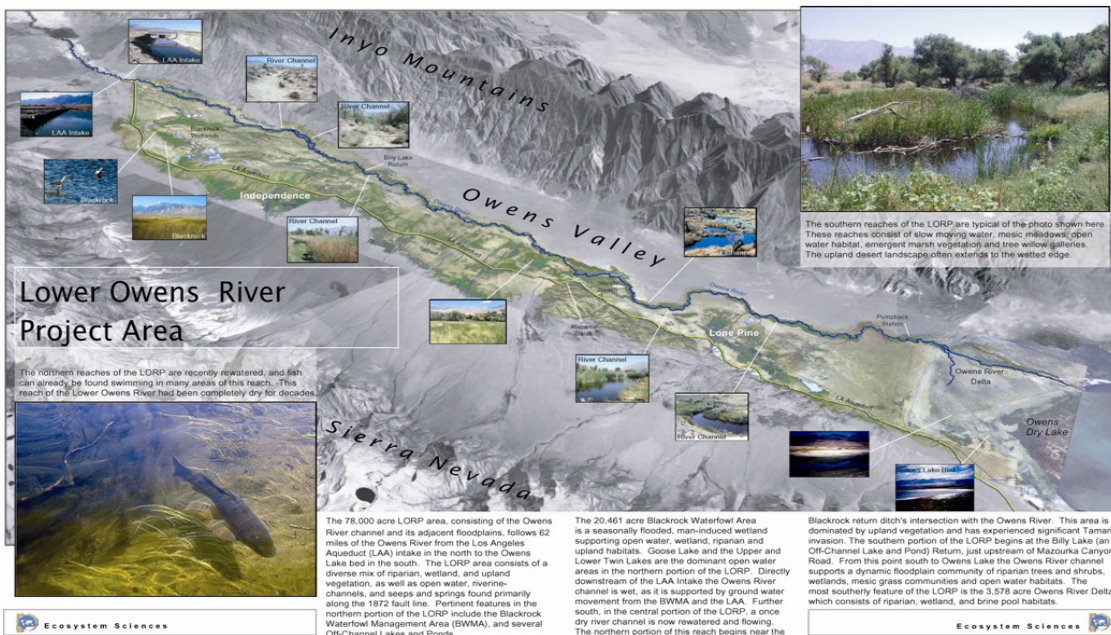 LAA Intake
River Channel
Inyo Mountains
LAA Intake
River Channel
Owens River
Blackrock
Billy Lake
Return
Blackrock
LA Aqueduct
Independence
Owens Valley
Blackrock
River Channel
Owens River
The southern reaches of the LORP are typical of the photo shown here.
These reaches consist of slow moving water, mesic meadows, open
water habitat, emergent marsh vegetation and tree willow galleries.
The upland desert landscape often extends to the wetted edge.
Lower Owens River
Project Area
Owens River
Lone Pine
Pumpback
Station
River Channel
Owens River
Delta
The northern reaches of the LORP are recently rewatered, and fish
can already be found swimming in many areas of this reach. This
reach of the Lower Owens River had been completely dry for decades.
River Channel
LA Aqueduct
Owens
Dry Lake
Sierra Nevada
The 78,000 acre LORP area, consisting of the Owens
River channel and its adjacent floodplains, follows 62
miles of the Owens River from the Los Angeles
Aqueduct (LAA) intake in the north to the Owens
Lake bed in the south. The LORP area consists of a
diverse mix of riparian, wetland, and upland
vegetation, as well as open water, riverine-
channels, and seeps and springs found primarily
along the 1872 fault line. Pertinent features in the
northern portion of the LORP include the Blackrock
Waterfowl Management Area (BWMA), and several
Off-Channel Lakes and Ponds.
The 20,461 acre Blackrock Waterfowl Area
is a seasonally flooded, man-induced wetland
supporting open water, wetland, riparian and
upland habitats. Goose Lake and the Upper and
Lower Twin Lakes are the dominant open water
areas in the northern portion of the LORP. Directly
downstream of the LAA Intake the Owens River
channel is wet, as it is supported by ground water
movement from the BWMA and the LAA. Further
south, in the central portion of the LORP, a once
dry river channel is now rewatered and flowing.
The northern portion of this reach begins near the
Blackrock return ditch's intersection with the Owens River. This area is
dominated by upland vegetation and has experienced significant Tamari
invasion. The southern portion of the LORP begins at the Billy Lake (an
Off-Channel Lake and Pond) Return, just upstream of Mazourka Canyon
Road. From this point south to Owens Lake the Owens River channel
supports a dynamic floodplain community of riparian trees and shrubs,
wetlands, mesic grass communities and open water habitats. The
most southerly feature of the LORP is the 3,578 acre Owens River Delta
which consists of riparian, wetland, and brine pool habitats.
Ecosystem Sciences
Ecosystem Sciences